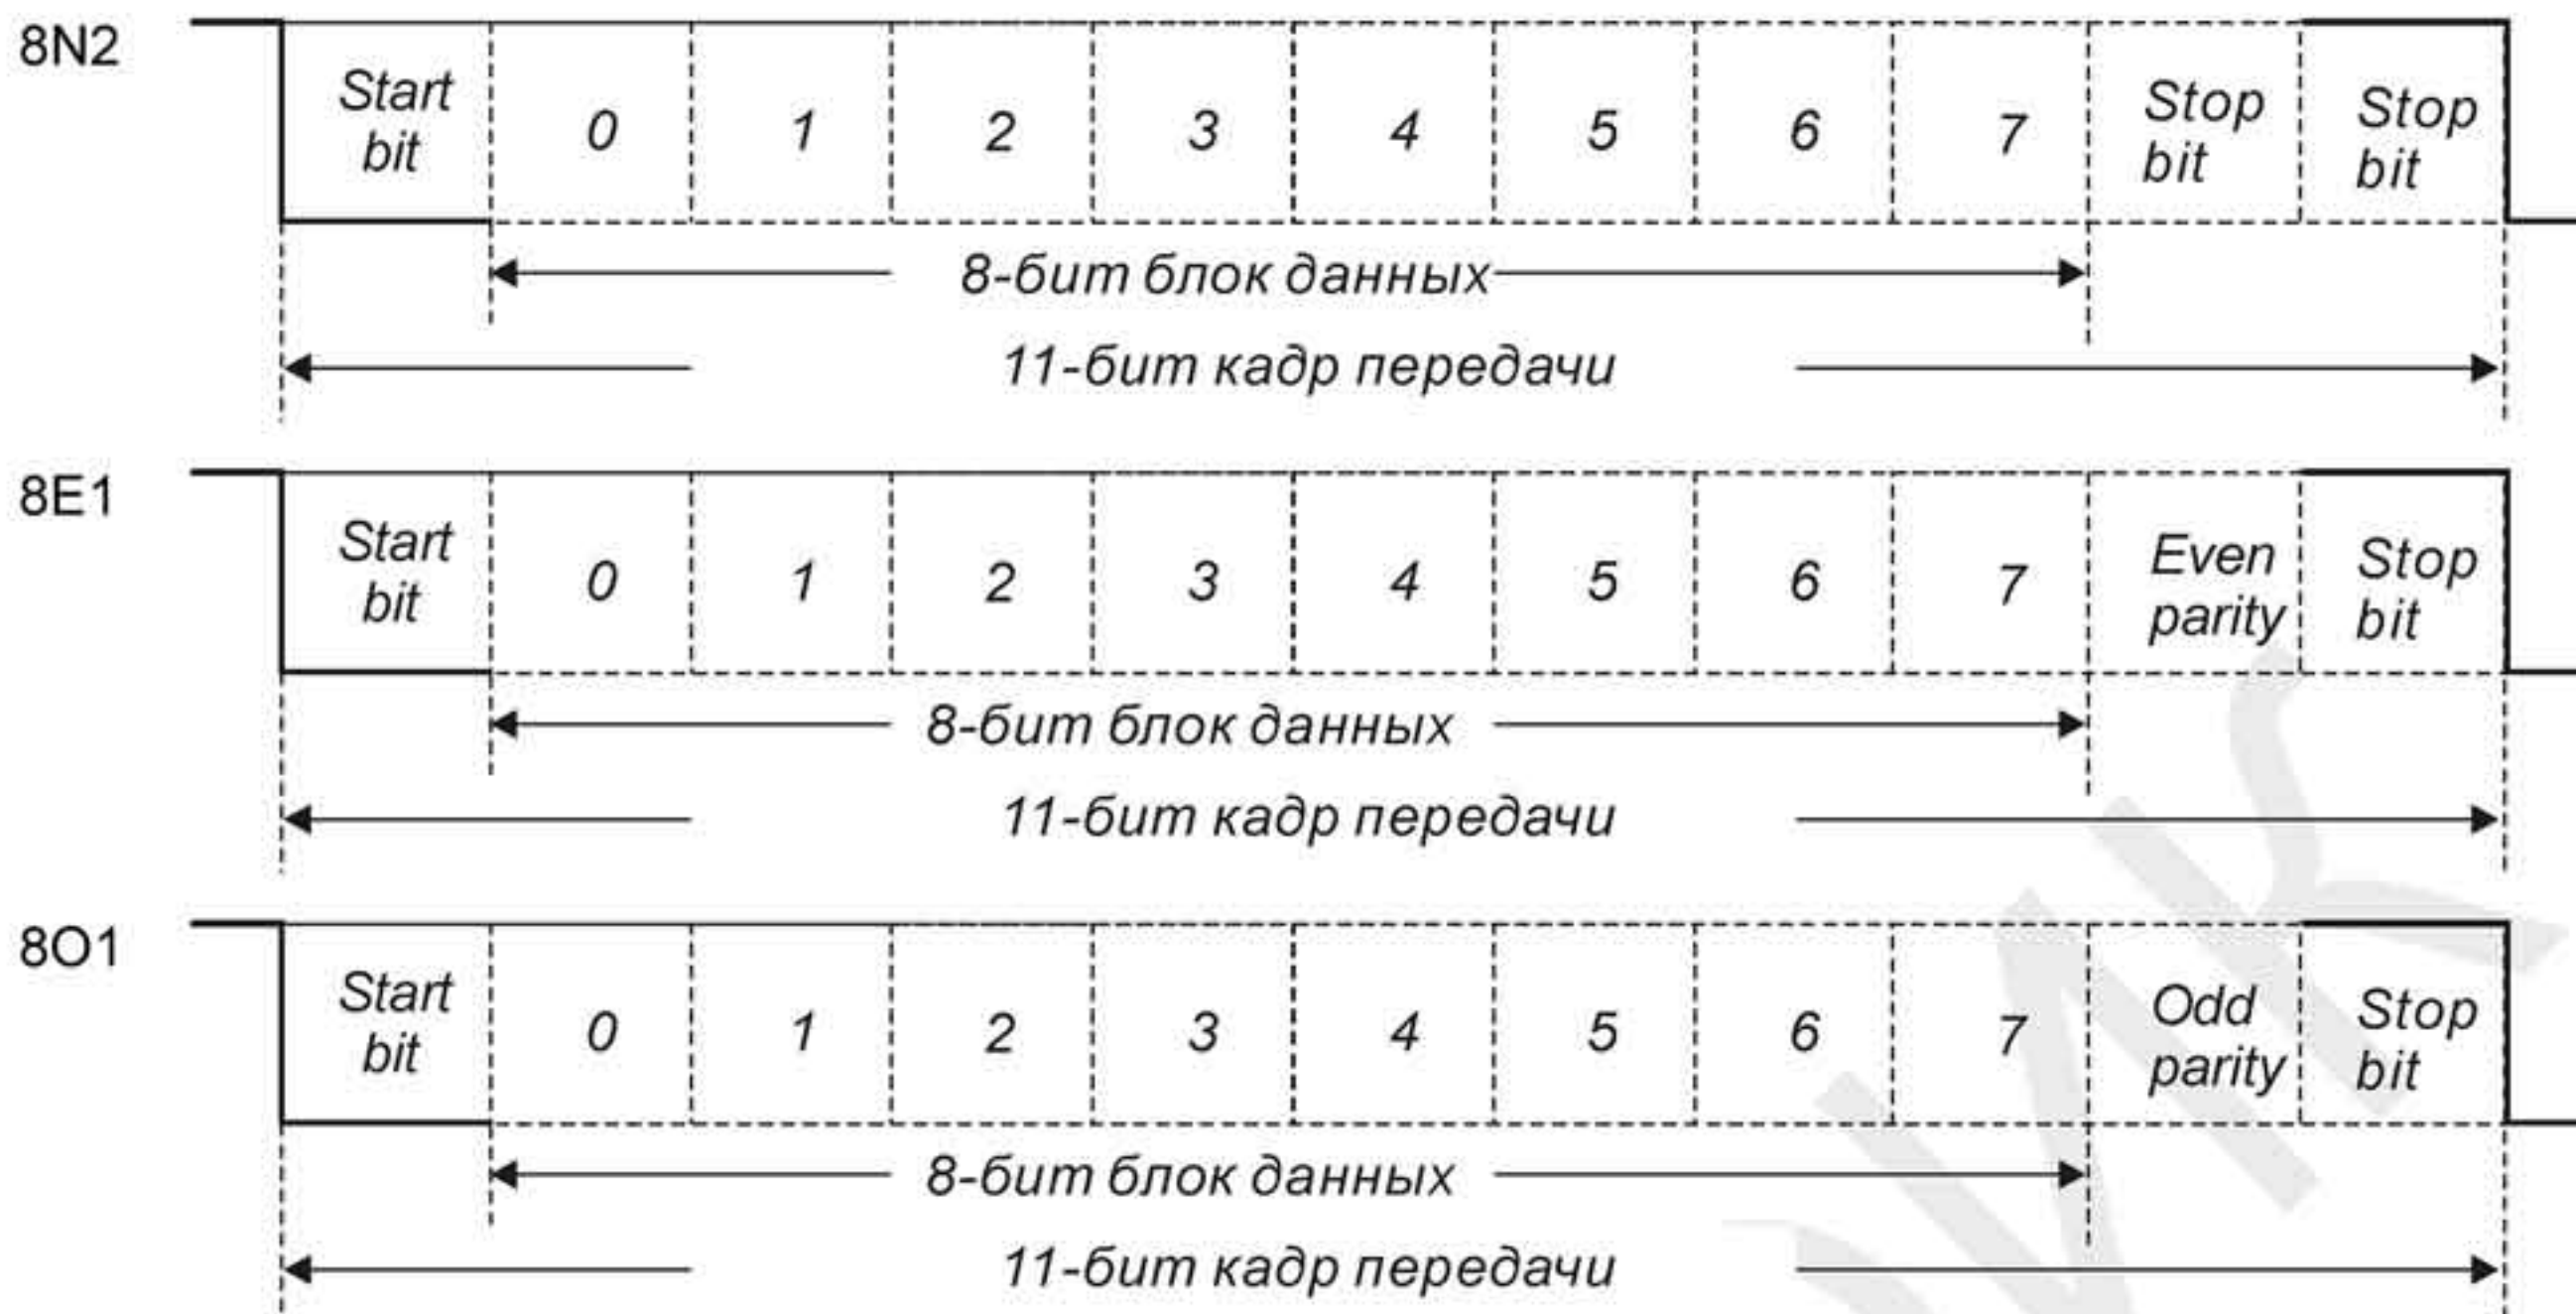 8N2
Start bit 0 1 2 3 4 5 6 7 Stop bit Stop bit
8-бит блок данных
11-бит кадр передачи
8E1
Start bit 0 1 2 3 4 5 6 7 Even parity Stop bit
8-бит блок данных
11-бит кадр передачи
8O1
Start bit 0 1 2 3 4 5 6 7 Odd parity Stop bit
8-бит блок данных
11-бит кадр передачи